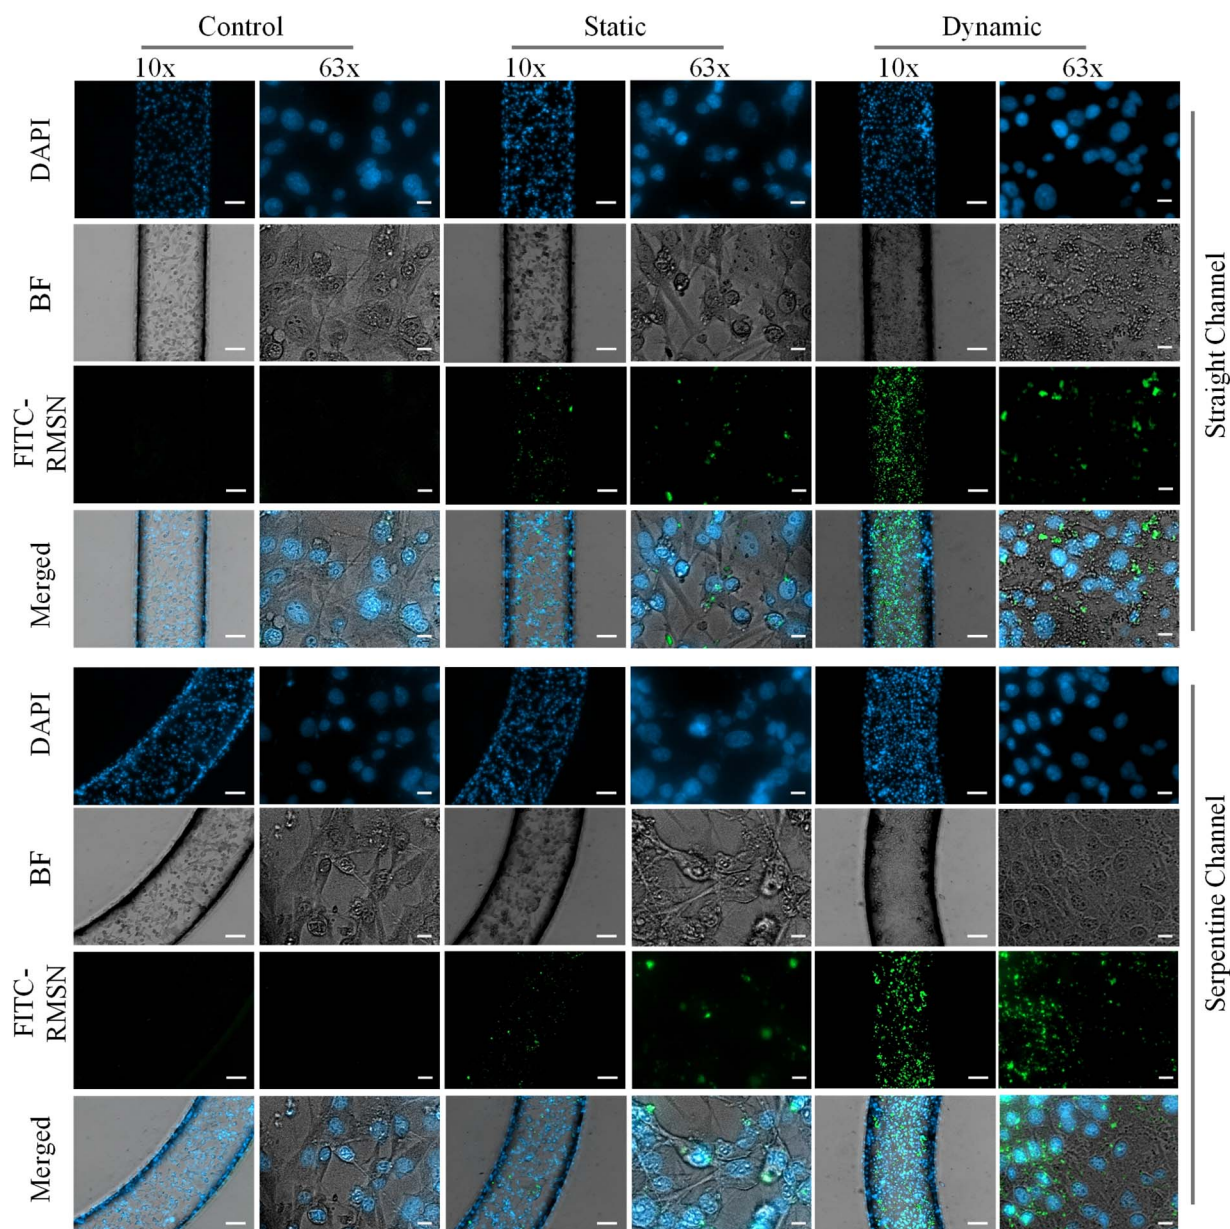 Control
Static
Dynamic
10x
63x
10x
63x
10x
63x
DAPI
BF
FITC-
RMSN
Merged
Straight Channel
DAPI
BF
FITC-
RMSN
Merged
Serpentine Channel